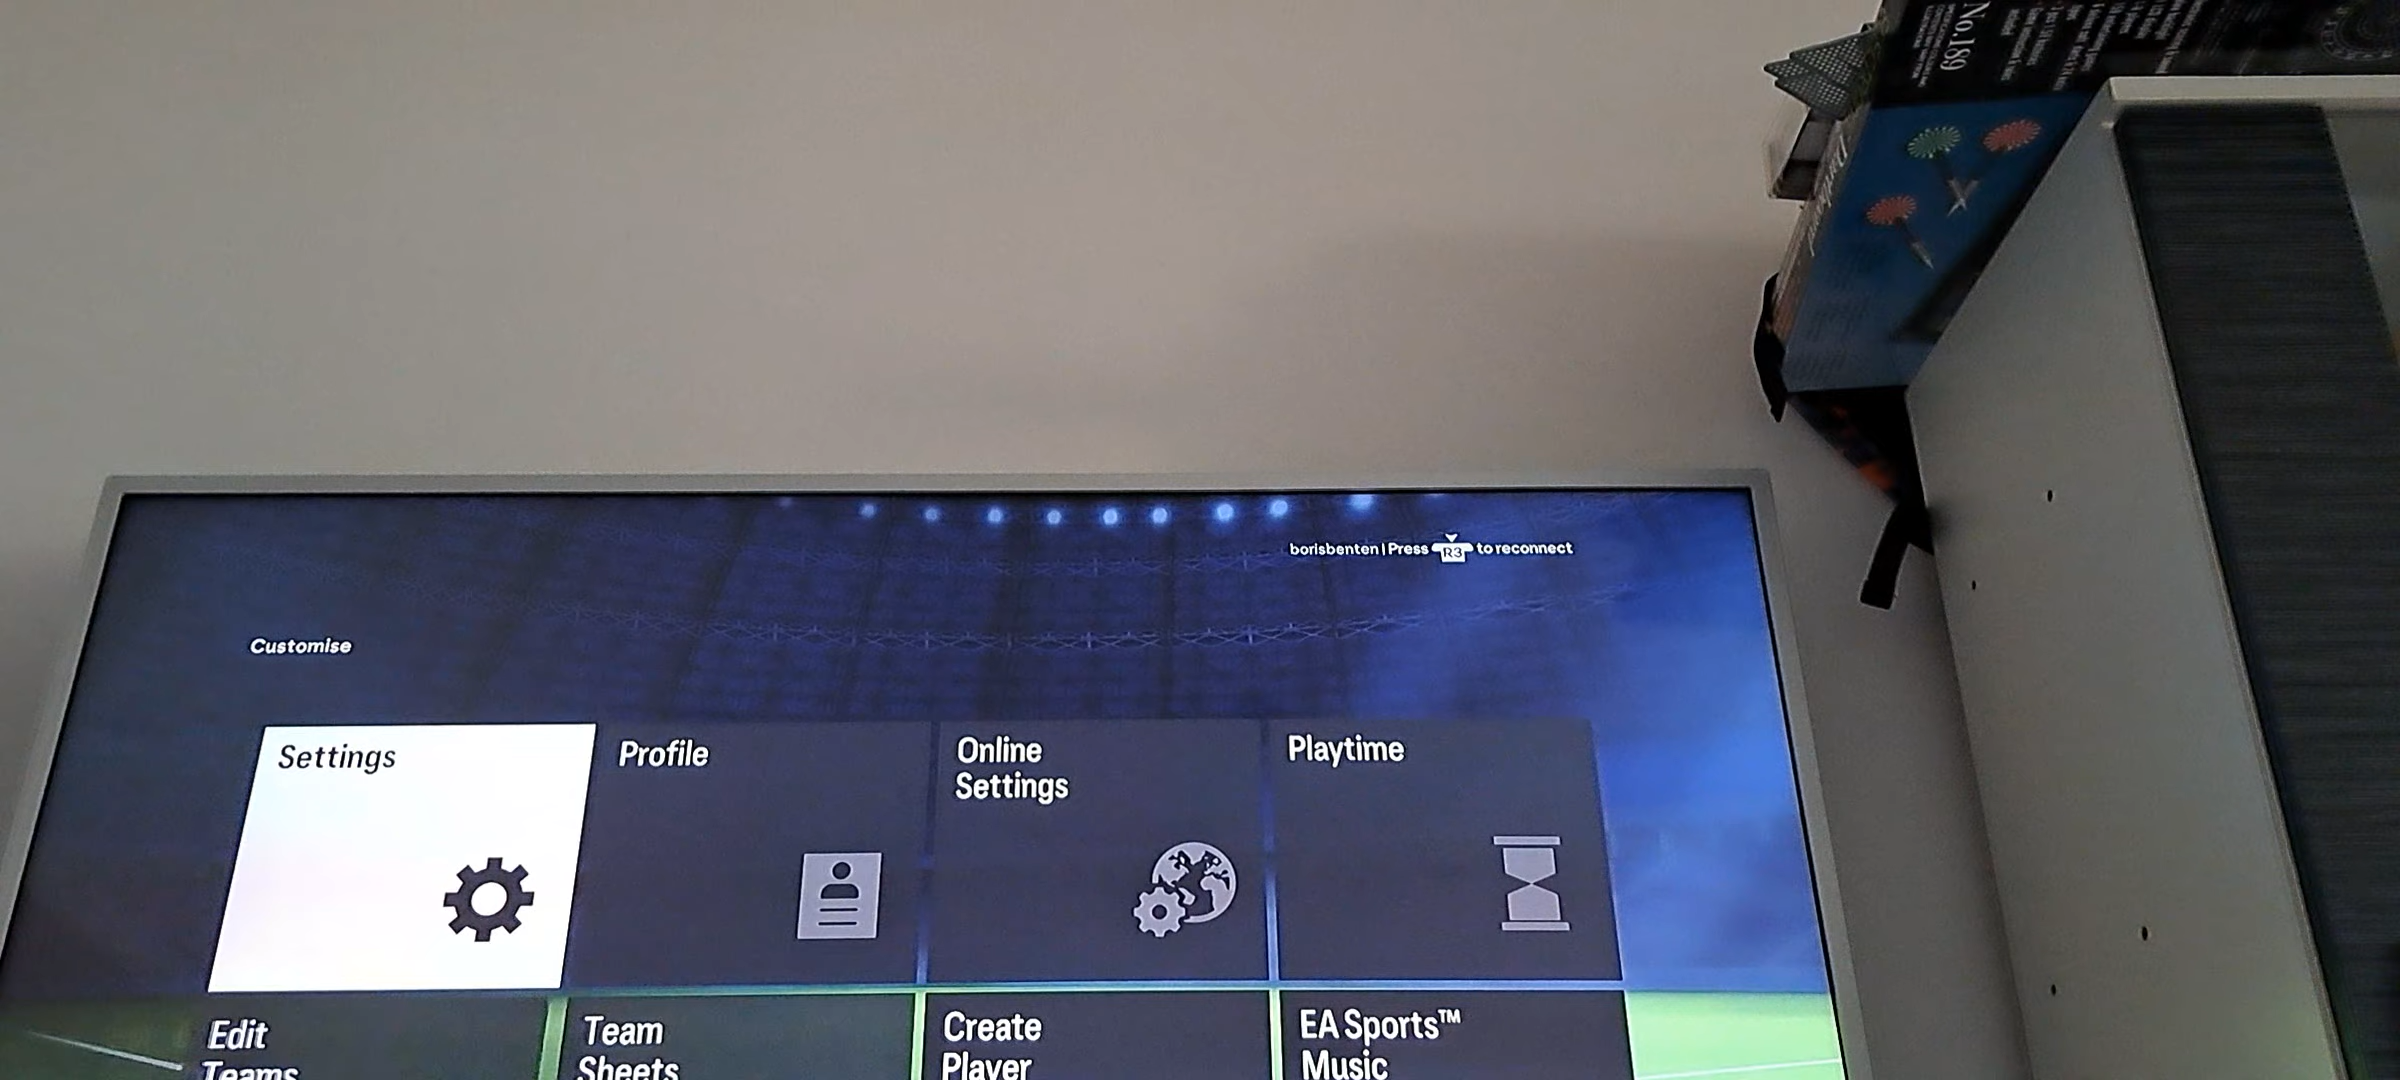 No.189
borisbenten | Press R3 to reconnect
Customise
Settings
Profile
Online
Settings
Playtime
Edit
Teams
Team
Sheets
Create
Player
EA Sports™
Music